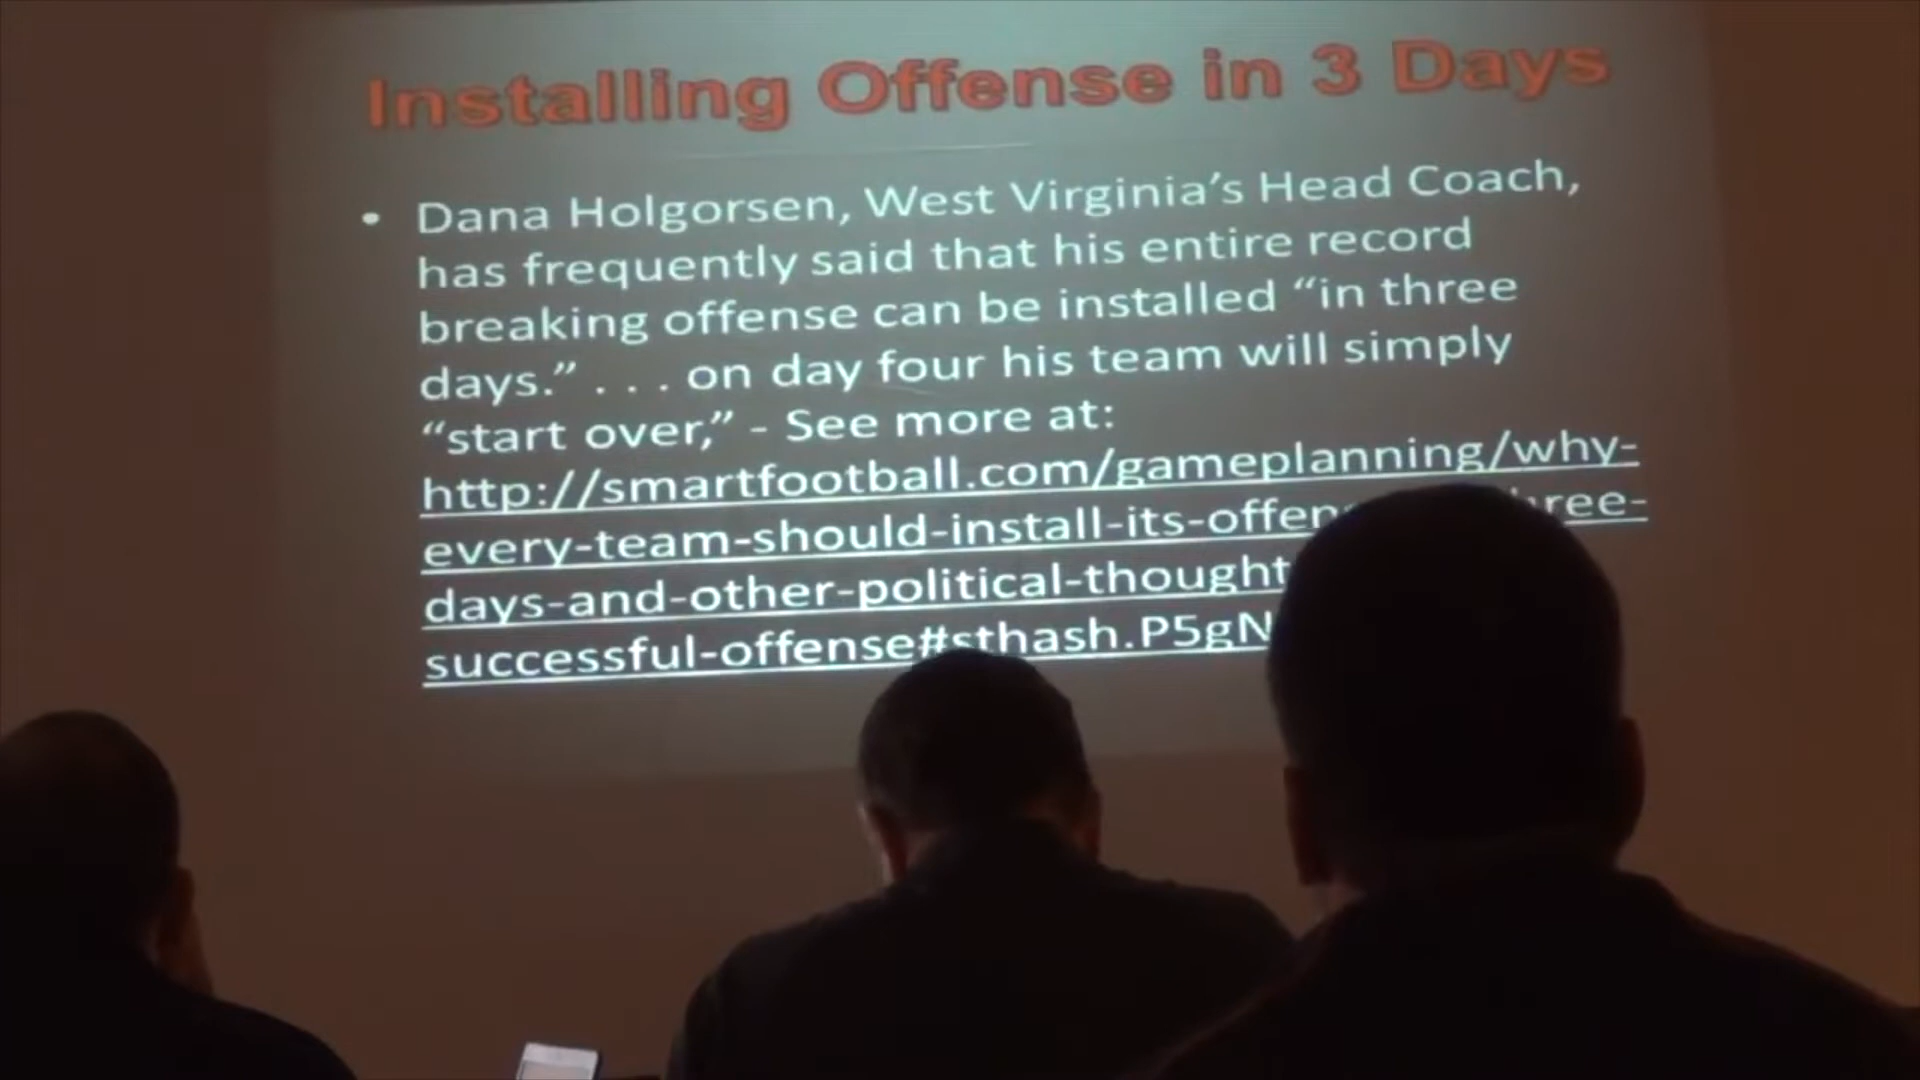 Installing Offense in 3 Days
• Dana Holgorsen, West Virginia’s Head Coach,
has frequently said that his entire record
breaking offense can be installed “in three
days.” . . . on day four his team will simply
“start over,” - See more at:
http://smartfootball.com/gameplanning/why-
every-team-should-install-its-offen
days-and-other-political-thought
successful-offense#sthash.P5gN